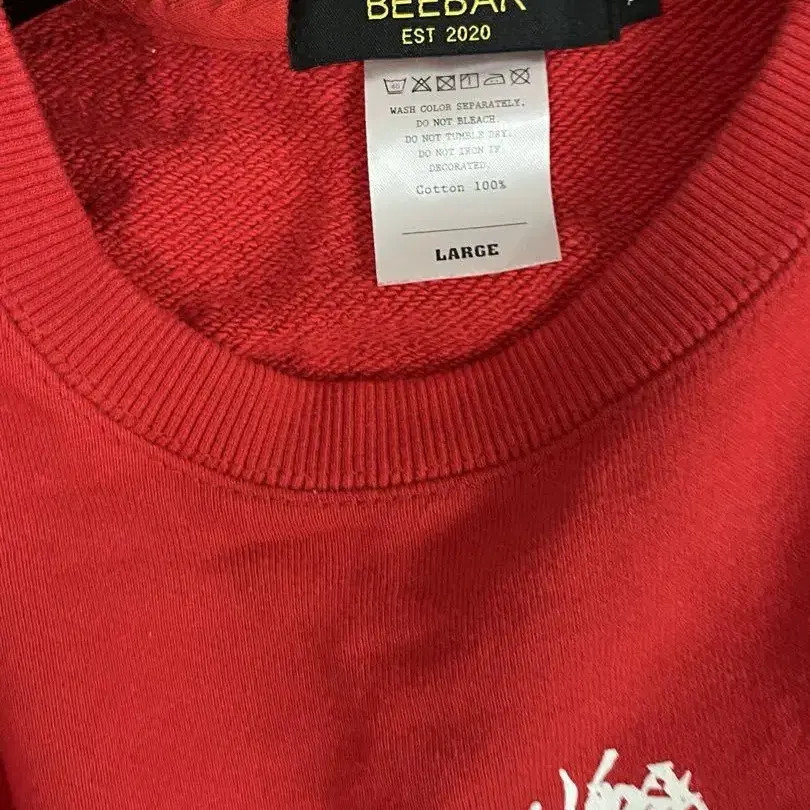 BEEBAR
EST 2020
40
WASH COLOR SEPARATELY.
DO NOT BLEACH.
DO NOT TUMBLE DRY.
DO NOT IRON IF
DECORATED.
Cotton 100%
LARGE